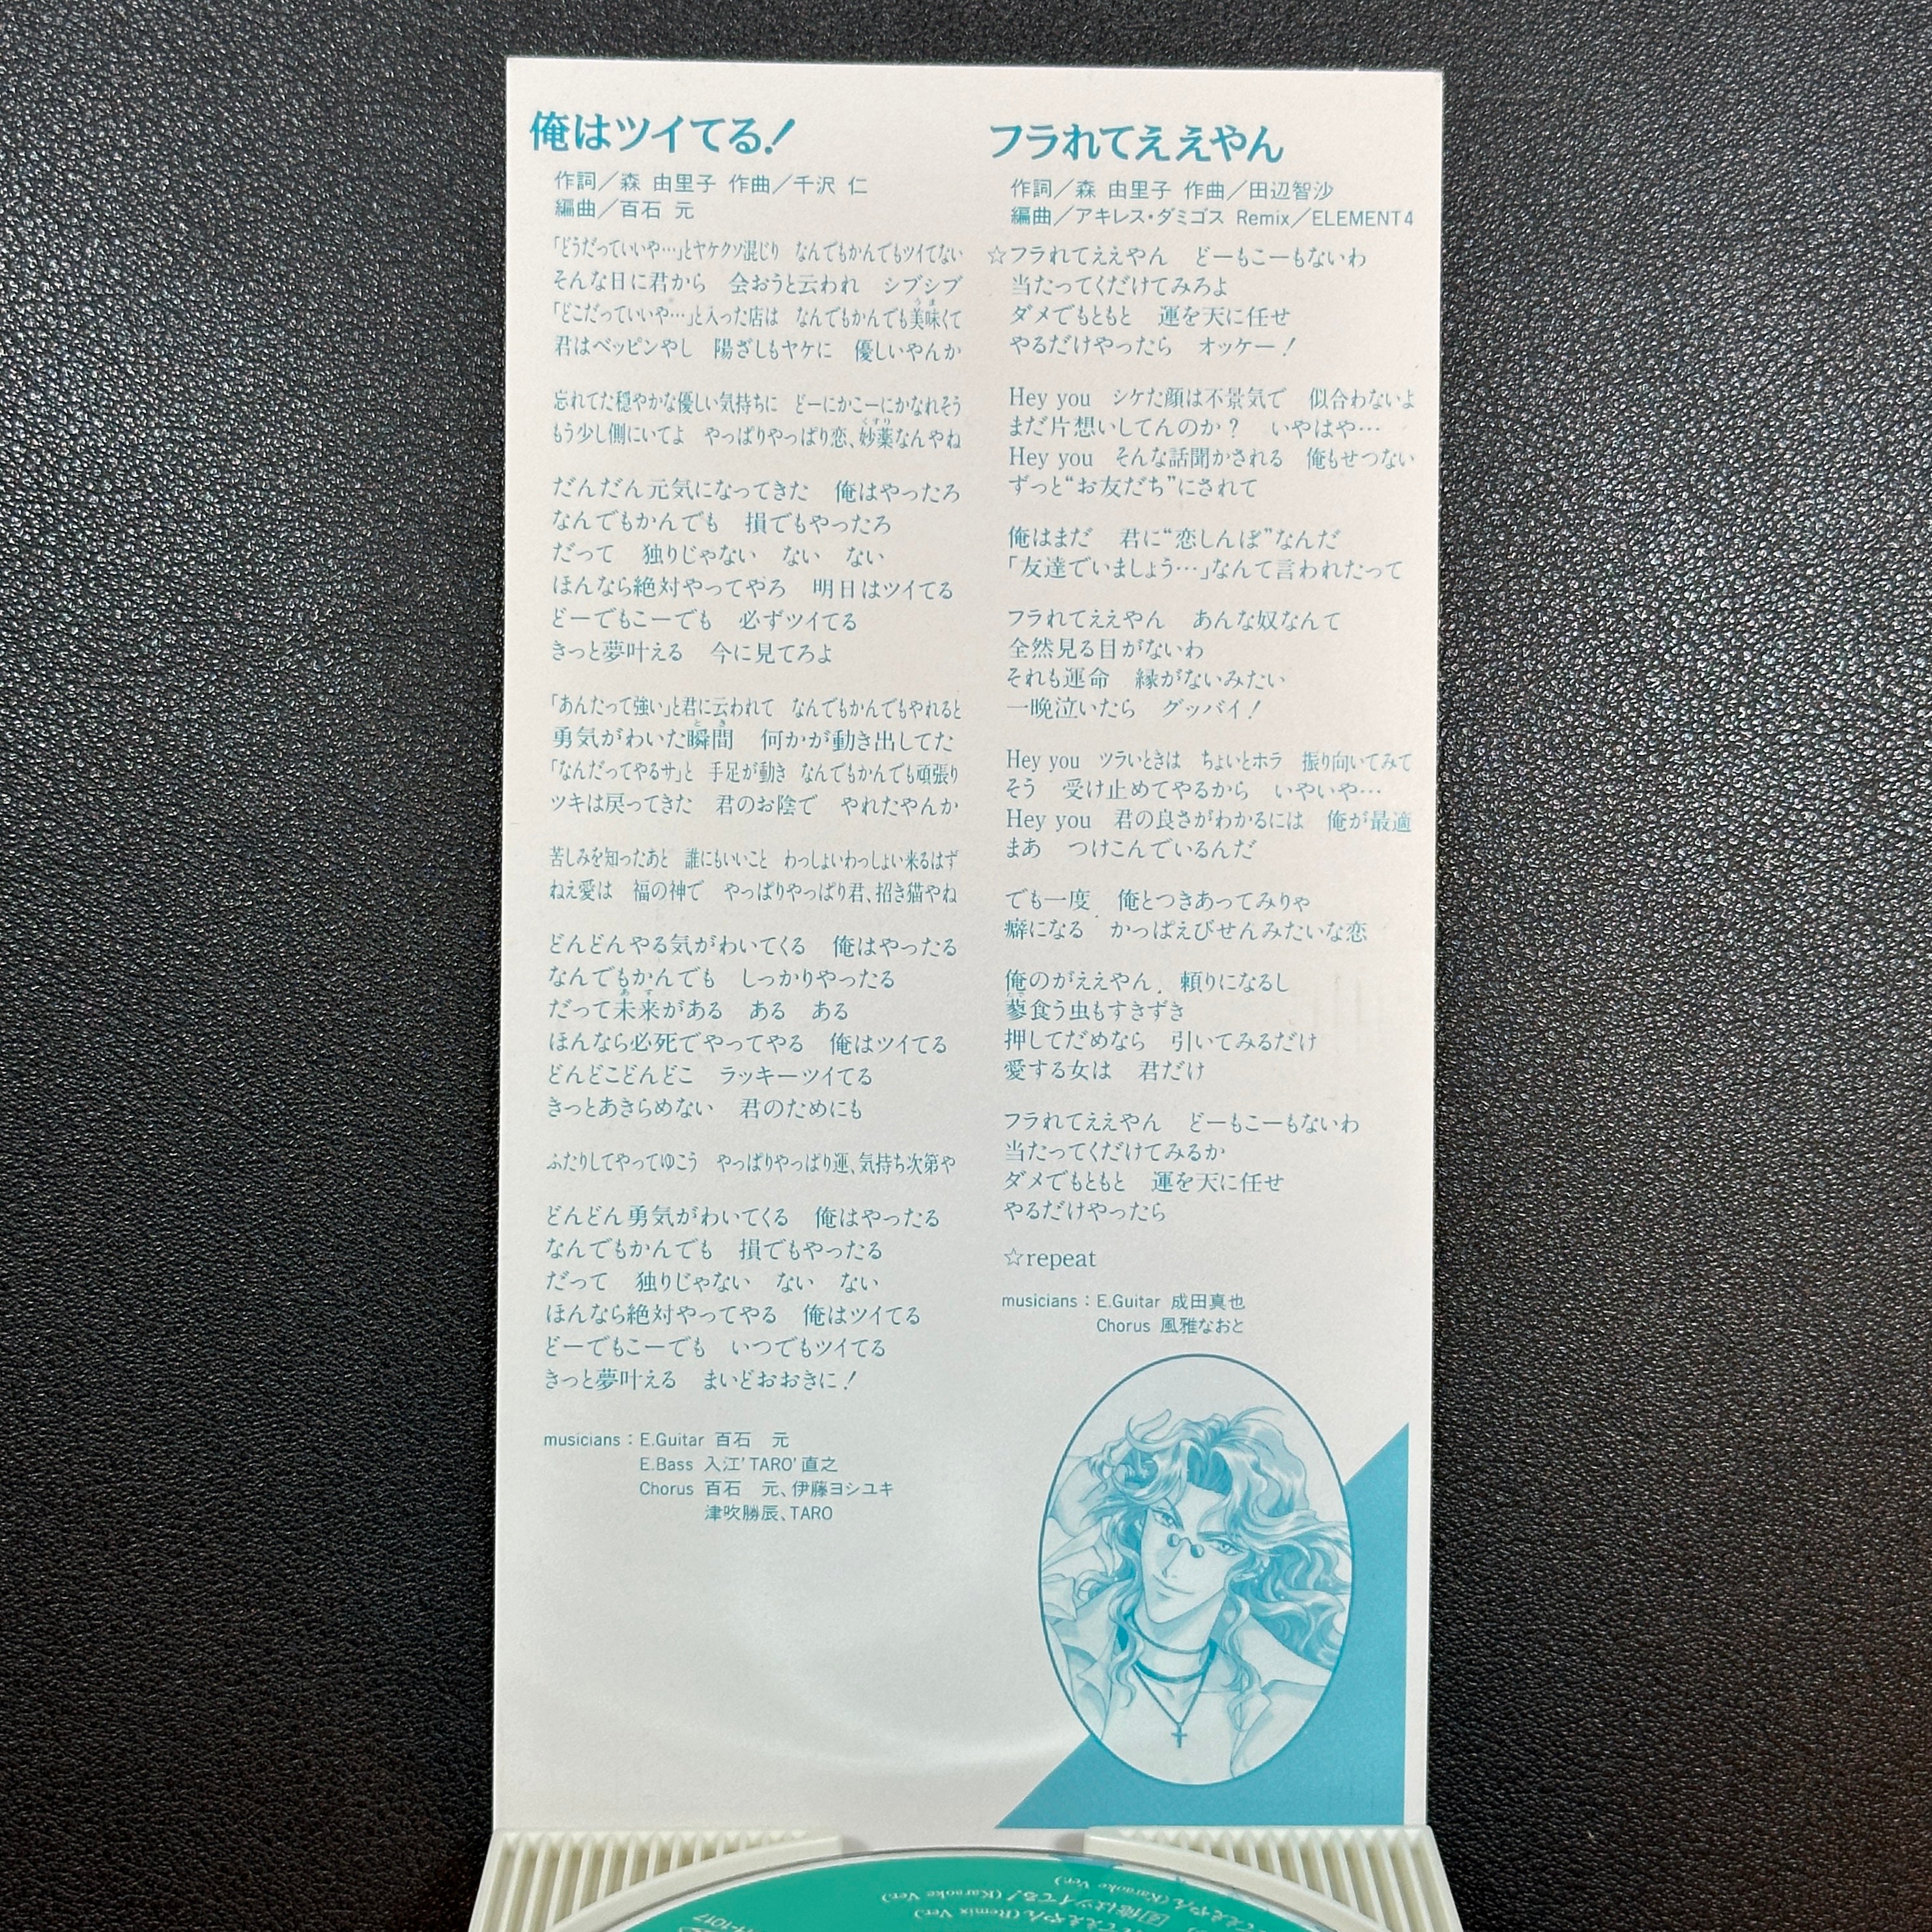 俺はツイてる!
作詞／森 由里子 作曲／千沢 仁
編曲／百石 元
「どうだっていいや…」とヤケクソ混じり　なんでもかんでもツイてない
そんな日に君から　会おうと云われ　シブシブ
「どこだっていいや…」と入った店は　なんでもかんでも美味くて
君はベッピンやし　陽ざしもヤケに　優しいやんか
忘れてた穏やかな優しい気持ちに　どーにかこーにかなれそう
もう少し側にいてよ　やっぱりやっぱり恋、妙薬なんやね
だんだん元気になってきた　俺はやったろ
なんでもかんでも　損でもやったろ
だって　独りじゃない　ない　ない
ほんなら絶対やってやろ　明日はツイてる
どーでもこーでも　必ずツイてる
きっと夢叶える　今に見てろよ
「あんたって強い」と君に云われて　なんでもかんでもやれると
勇気がわいた瞬間　何かが動き出してた
「なんだってやるサ」と　手足が動き　なんでもかんでも頑張り
ツキは戻ってきた　君のお陰で　やれたやんか
苦しみを知ったあと　誰にもいいこと　わっしょいわっしょい来るはず
ねえ愛は　福の神で　やっぱりやっぱり君、招き猫やね
どんどんやる気がわいてくる　俺はやったる
なんでもかんでも　しっかりやったる
だって未来がある　ある　ある
ほんなら必死でやってやる　俺はツイてる
どんどこどんどこ　ラッキーツイてる
きっとあきらめない　君のためにも
ふたりしてやってゆこう　やっぱりやっぱり運、気持ち次第や
どんどん勇気がわいてくる　俺はやったる
なんでもかんでも　損でもやったる
だって　独りじゃない　ない　ない
ほんなら絶対やってやる　俺はツイてる
どーでもこーでも　いつでもツイてる
きっと夢叶える　まいどおおきに!
musicians：E.Guitar 百石　元
E.Bass 入江'TARO'直之
Chorus 百石　元、伊藤ヨシユキ
津吹勝辰、TARO
フラれてええやん
作詞／森 由里子 作曲／田辺智沙
編曲／アキレス・ダミゴス Remix／ELEMENT4
☆フラれてええやん　どーもこーもないわ
当たってくだけてみろよ
ダメでもともと　運を天に任せ
やるだけやったら　オッケー!
Hey you　シケた顔は不景気で　似合わないよ
まだ片想いしてんのか？　いやはや…
Hey you　そんな話聞かされる　俺もせつない
ずっと“お友だち”にされて
俺はまだ　君に“恋しんぼ”なんだ
「友達でいましょう…」なんて言われたって
フラれてええやん　あんな奴なんて
全然見る目がないわ
それも運命　縁がないみたい
一晩泣いたら　グッバイ!
Hey you　ツラいときは　ちょいとホラ　振り向いてみて
そう　受け止めてやるから　いやいや…
Hey you　君の良さがわかるには　俺が最適
まあ　つけこんでいるんだ
でも一度　俺とつきあってみりゃ
癖になる　かっぱえびせんみたいな恋
俺のがええやん　頼りになるし
蓼食う虫もすきずき
押してだめなら　引いてみるだけ
愛する女は　君だけ
フラれてええやん　どーもこーもないわ
当たってくだけてみるか
ダメでもともと　運を天に任せ
やるだけやったら
☆repeat
musicians：E.Guitar 成田真也
Chorus 風雅なおと
ええやん(Karaoke Ver.)
俺はツイてる!(Karaoke Ver.)
てええやん(Remix Ver.)